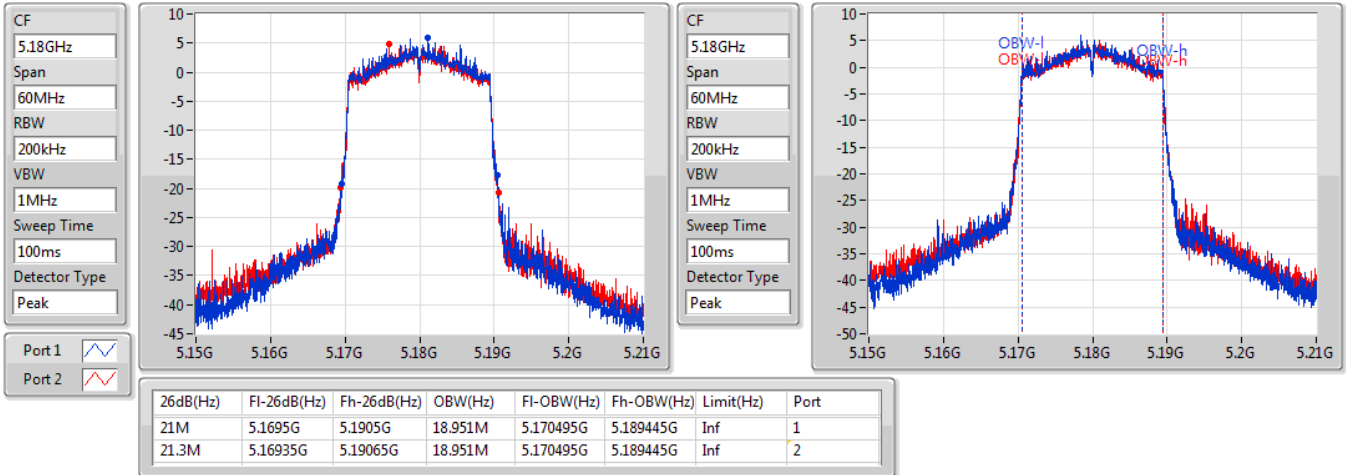 CF
5.18GHz
Span
60MHz
RBW
200kHz
VBW
1MHz
Sweep Time
100ms
Detector Type
Peak
Port 1
Port 2
10
5
0
-5
-10
-15
-20
-25
-30
-35
-40
-45
5.15G 5.16G 5.17G 5.18G 5.19G 5.2G 5.21G
CF
5.18GHz
Span
60MHz
RBW
200kHz
VBW
1MHz
Sweep Time
100ms
Detector Type
Peak
10
5
0
-5
-10
-15
-20
-25
-30
-35
-40
-45
-50
OBW-l
OBW-l
OBW-h
OBW-h
5.15G 5.16G 5.17G 5.18G 5.19G 5.2G 5.21G
26dB(Hz) Fl-26dB(Hz) Fh-26dB(Hz) OBW(Hz) Fl-OBW(Hz) Fh-OBW(Hz) Limit(Hz) Port
21M 5.1695G 5.1905G 18.951M 5.170495G 5.189445G Inf 1
21.3M 5.16935G 5.19065G 18.951M 5.170495G 5.189445G Inf 2